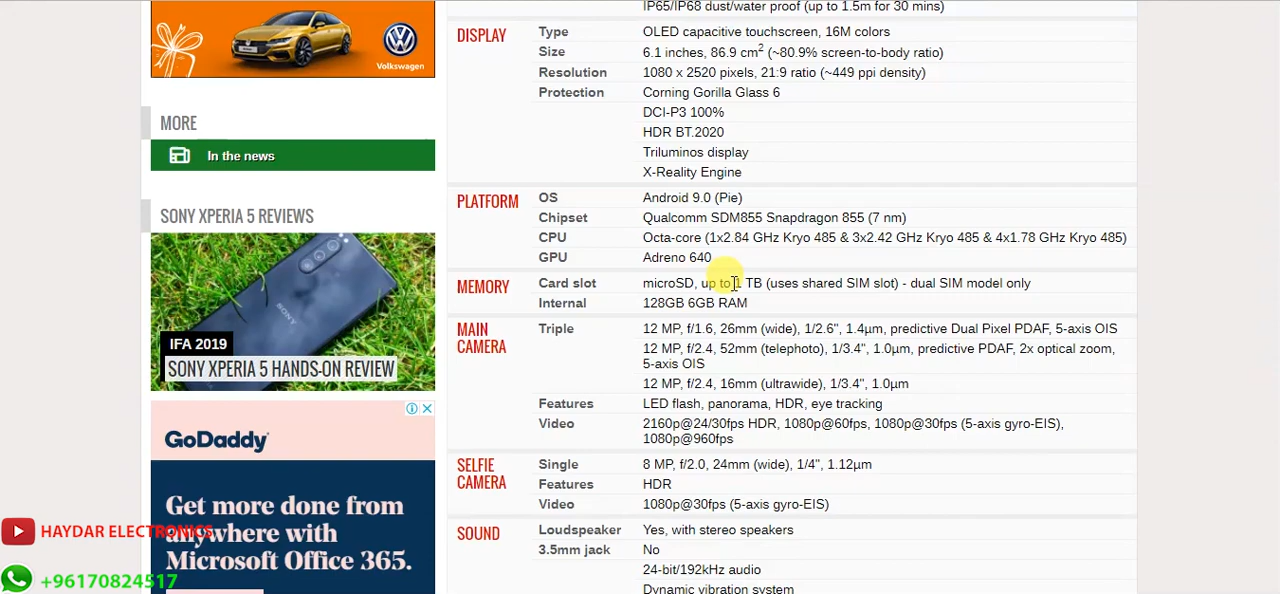 Volkswagen
MORE
In the news
SONY XPERIA 5 REVIEWS
SONY
IFA 2019
SONY XPERIA 5 HANDS-ON REVIEW
GoDaddy
Get more done from
anywhere with
Microsoft Office 365.
HAYDAR ELECTRONICS
+96170824517
IP65/IP68 dust/water proof (up to 1.5m for 30 mins)
DISPLAY Type OLED capacitive touchscreen, 16M colors
Size 6.1 inches, 86.9 cm2 (~80.9% screen-to-body ratio)
Resolution 1080 x 2520 pixels, 21:9 ratio (~449 ppi density)
Protection Corning Gorilla Glass 6
DCI-P3 100%
HDR BT.2020
Triluminos display
X-Reality Engine
PLATFORM OS Android 9.0 (Pie)
Chipset Qualcomm SDM855 Snapdragon 855 (7 nm)
CPU Octa-core (1x2.84 GHz Kryo 485 & 3x2.42 GHz Kryo 485 & 4x1.78 GHz Kryo 485)
GPU Adreno 640
MEMORY Card slot microSD, up to 1 TB (uses shared SIM slot) - dual SIM model only
Internal 128GB 6GB RAM
MAIN CAMERA Triple 12 MP, f/1.6, 26mm (wide), 1/2.6", 1.4µm, predictive Dual Pixel PDAF, 5-axis OIS
12 MP, f/2.4, 52mm (telephoto), 1/3.4", 1.0µm, predictive PDAF, 2x optical zoom,
5-axis OIS
12 MP, f/2.4, 16mm (ultrawide), 1/3.4", 1.0µm
Features LED flash, panorama, HDR, eye tracking
Video 2160p@24/30fps HDR, 1080p@60fps, 1080p@30fps (5-axis gyro-EIS),
1080p@960fps
SELFIE CAMERA Single 8 MP, f/2.0, 24mm (wide), 1/4", 1.12µm
Features HDR
Video 1080p@30fps (5-axis gyro-EIS)
SOUND Loudspeaker Yes, with stereo speakers
3.5mm jack No
24-bit/192kHz audio
Dynamic vibration system